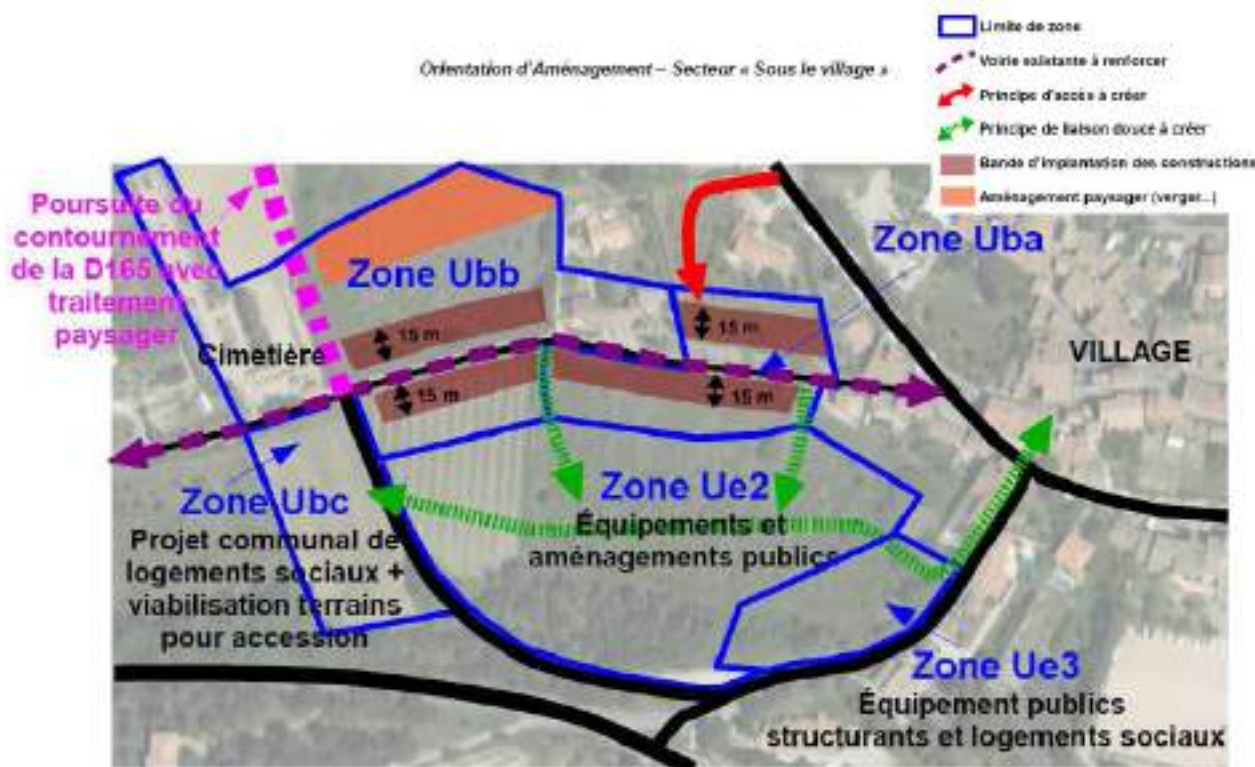 Orientation d'Aménagement – Secteur « Sous le village »
Limite de zone
Voirie existante à renforcer
Principe d'accès à créer
Principe de liaison douce à créer
Bande d'implantation des constructions
Aménagement paysager (verger...)
Poursuite du
contournement
de la D165 avec
traitement
paysager
Zone Ubb
Zone Uba
15 m
15 m
15 m
15 m
Cimetière
VILLAGE
Zone Ubc
Projet communal de
logements sociaux +
viabilisation terrains
pour accession
Zone Ue2
Équipements et
aménagements publics
Zone Ue3
Équipement publics
structurants et logements sociaux